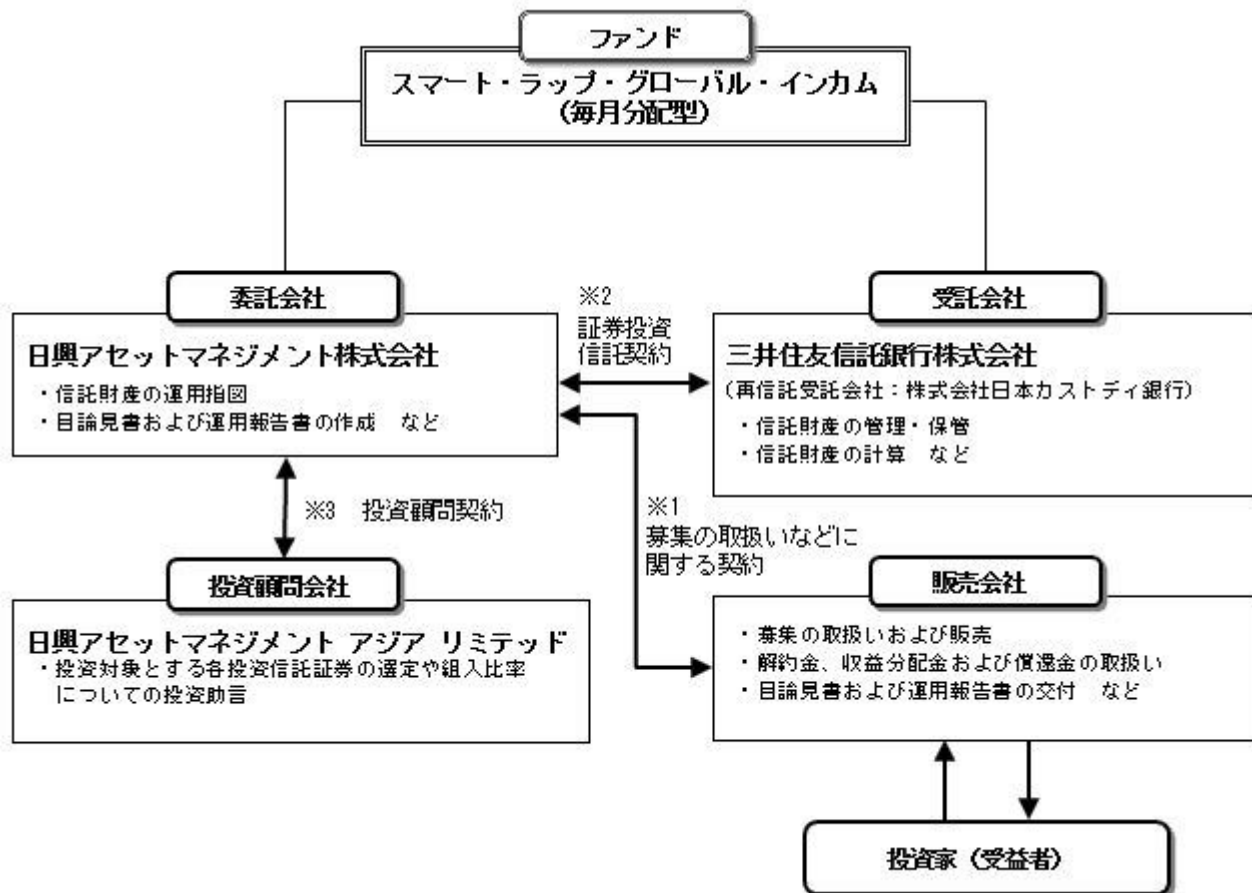 ファンド
スマート・ラップ・グローバル・インカム
(毎月分配型)
委託会社
日興アセットマネジメント株式会社
・信託財産の運用指図
・目論見書および運用報告書の作成 など
※2
証券投資
信託契約
受託会社
三井住友信託銀行株式会社
(再信託受託会社:株式会社日本カストディ銀行)
・信託財産の管理・保管
・信託財産の計算 など
※3 投資顧問契約
※1
募集の取扱いなどに
関する契約
投資顧問会社
日興アセットマネジメント アジア リミテッド
・投資対象とする各投資信託証券の選定や組入比率
についての投資助言
販売会社
・募集の取扱いおよび販売
・解約金、収益分配金および償還金の取扱い
・目論見書および運用報告書の交付 など
投資家(受益者)